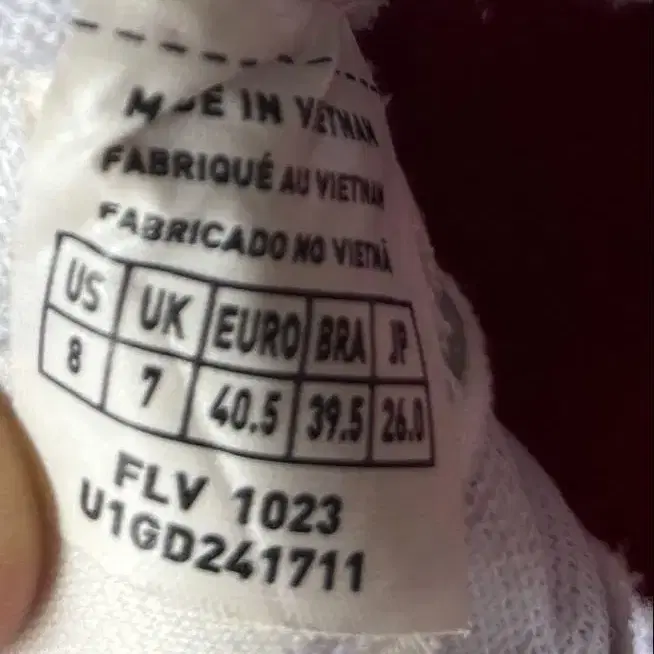 MADE IN VIETNAM
FABRIQUÉ AU VIETNAM
FABRICADO NO VIETNÃ
US UK EURO BRA JP
8 7 40.5 39.5 26.0
FLV 1023
U1GD241711